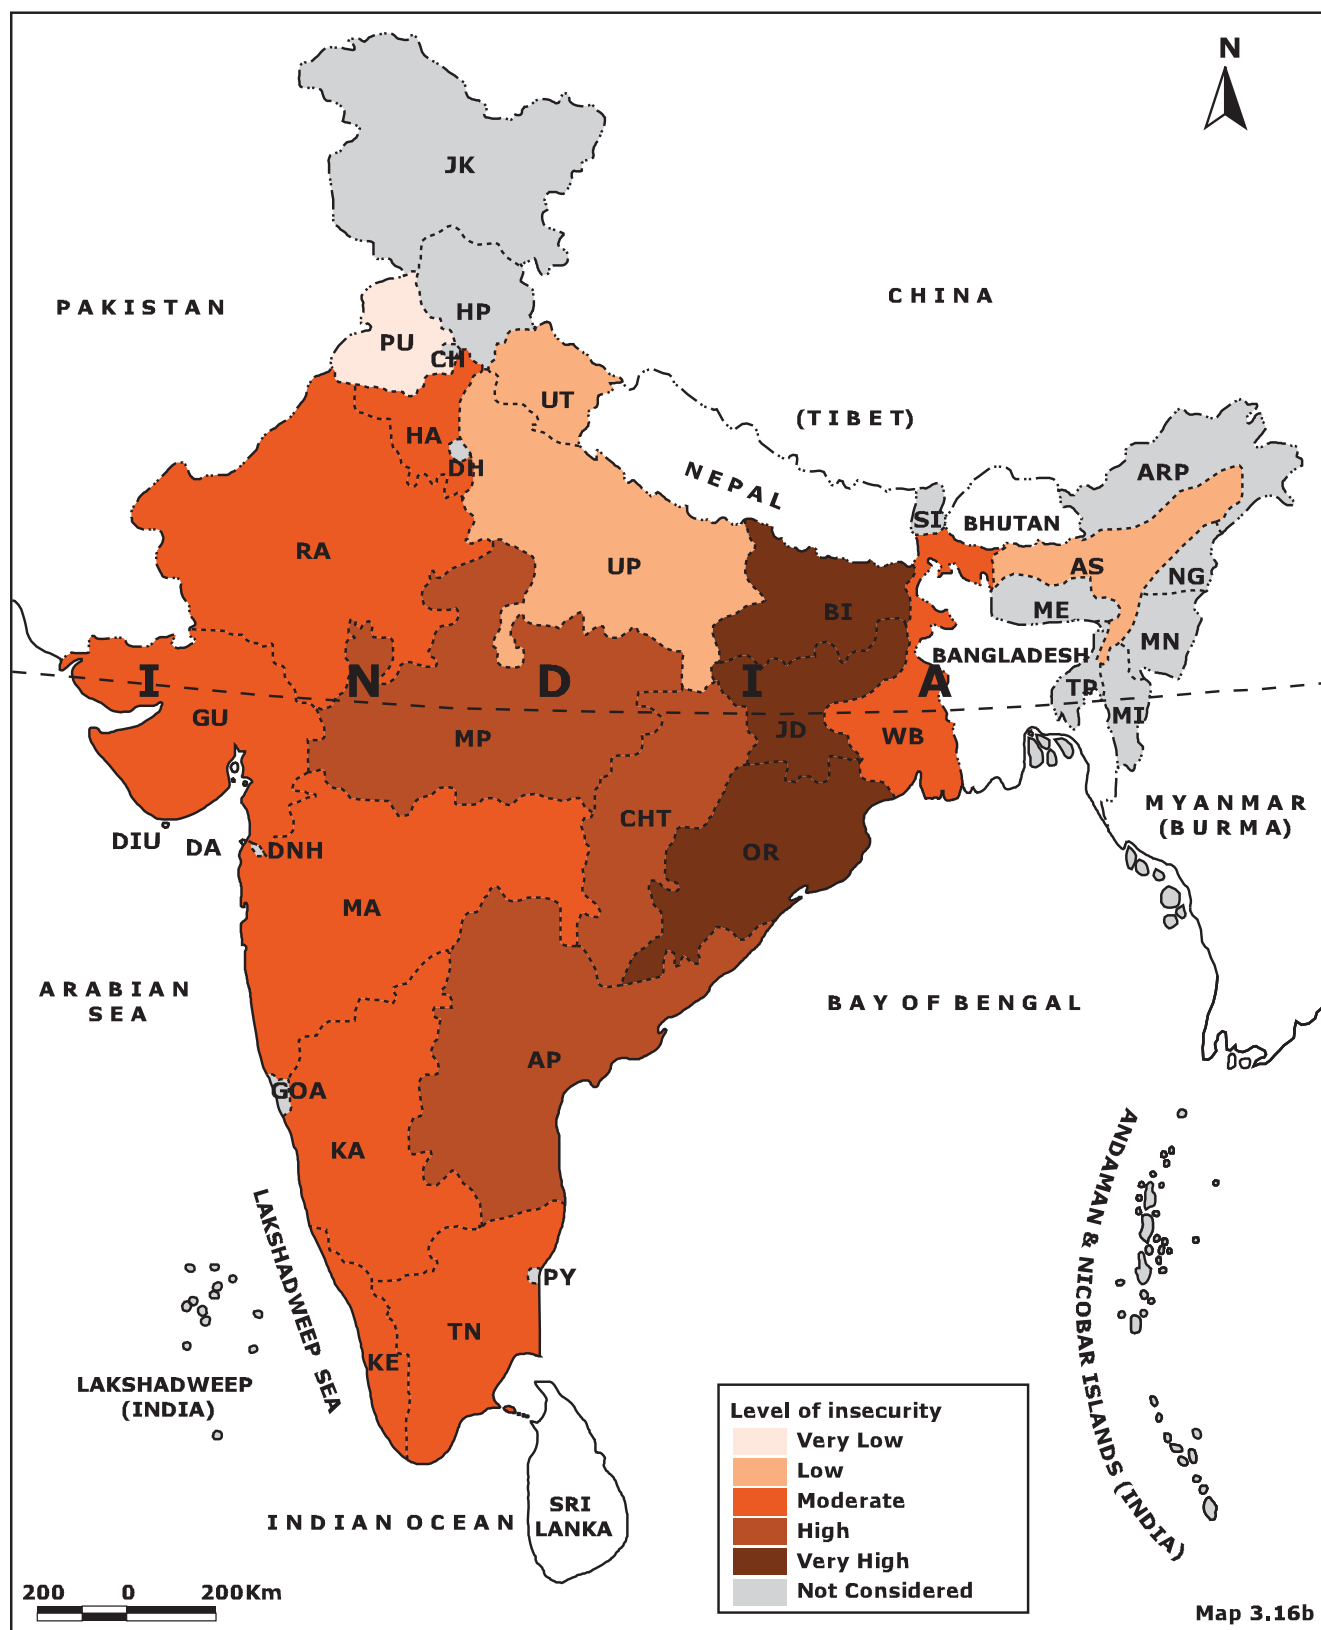 N
JK
PAKISTAN
HP
CHINA
PU
CH
UT
(TIBET)
HA
DH
NEPAL
ARP
SI
BHUTAN
RA
UP
AS
NG
BI
ME
MN
BANGLADESH
I N D I A
TP
MI
GU
MP
JD
WB
MYANMAR
(BURMA)
CHT
DIU
DA
DNH
OR
MA
ARABIAN
SEA
BAY OF BENGAL
AP
GOA
KA
LAKSHADWEEP SEA
ANDAMAN & NICOBAR ISLANDS (INDIA)
PY
TN
KE
LAKSHADWEEP
(INDIA)
Level of insecurity
Very Low
Low
Moderate
High
Very High
Not Considered
SRI
LANKA
INDIAN OCEAN
200 0 200Km
Map 3.16b